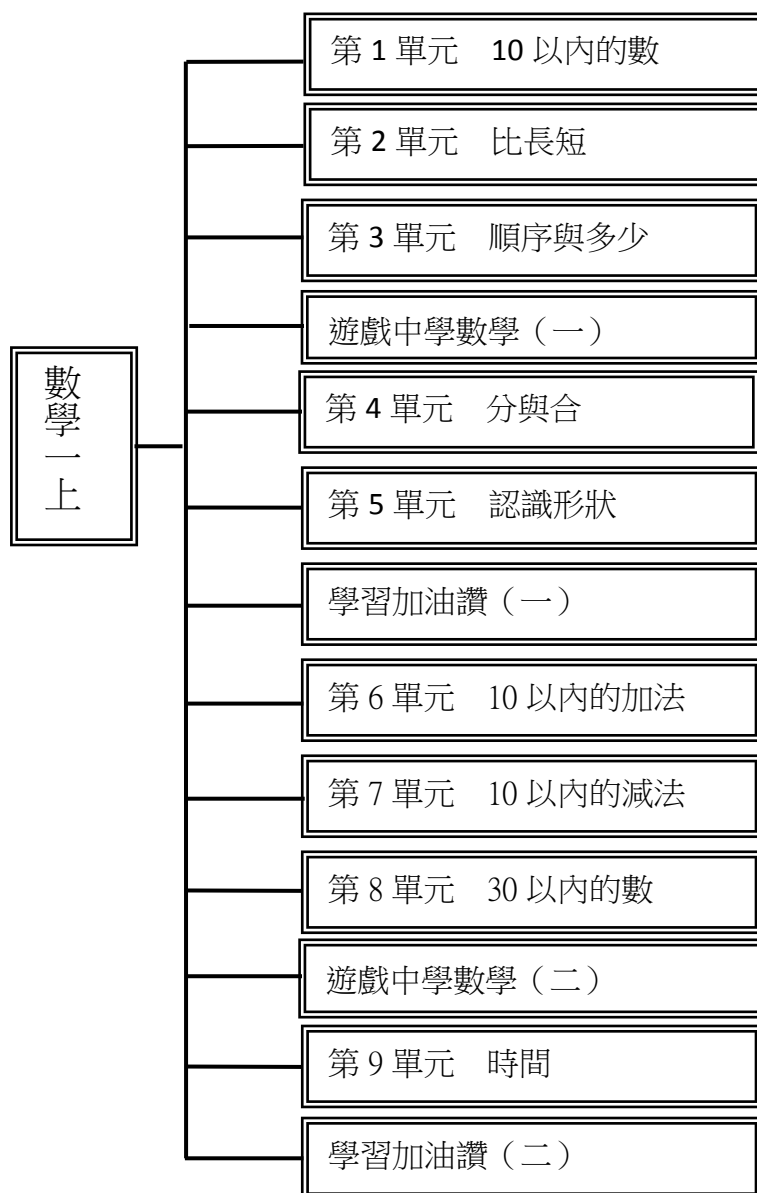 數學一上
第 1 單元　10 以內的數
第 2 單元　比長短
第 3 單元　順序與多少
遊戲中學數學（一）
第 4 單元　分與合
第 5 單元　認識形狀
學習加油讚（一）
第 6 單元　10 以內的加法
第 7 單元　10 以內的減法
第 8 單元　30 以內的數
遊戲中學數學（二）
第 9 單元　時間
學習加油讚（二）